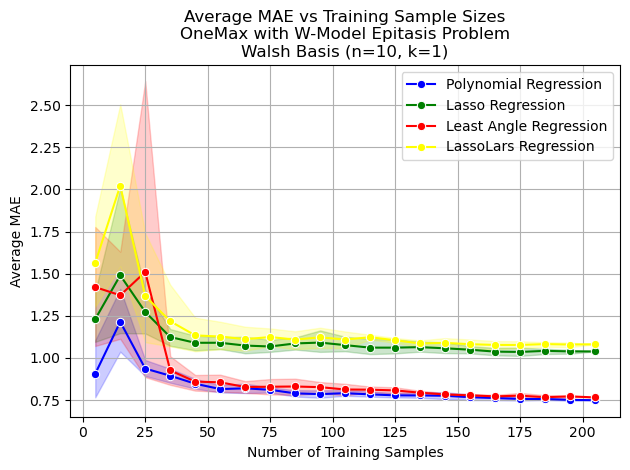 Average MAE vs Training Sample Sizes
OneMax with W-Model Epitasis Problem
Walsh Basis (n=10, k=1)
Polynomial Regression
Lasso Regression
Least Angle Regression
LassoLars Regression
Average MAE
2.50
2.25
2.00
1.75
1.50
1.25
1.00
0.75
0 25 50 75 100 125 150 175 200
Number of Training Samples